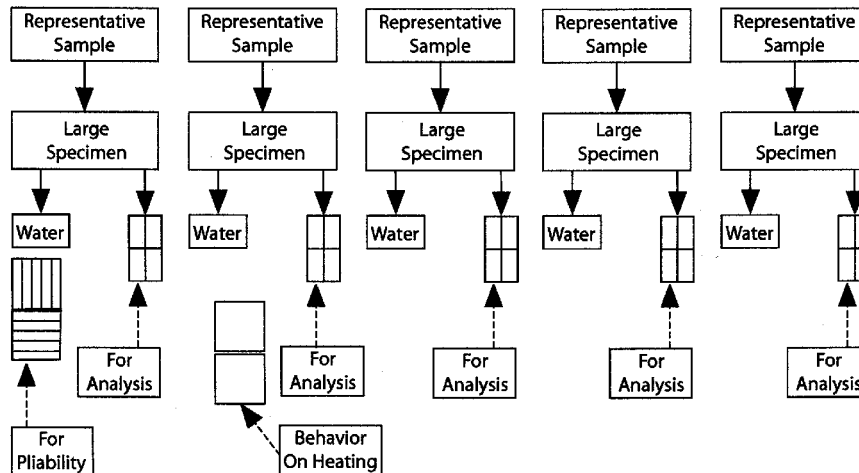 Representative
Sample
Representative
Sample
Representative
Sample
Representative
Sample
Representative
Sample
Large
Specimen
Large
Specimen
Large
Specimen
Large
Specimen
Large
Specimen
Water
Water
Water
Water
Water
For
Analysis
For
Analysis
For
Analysis
For
Analysis
For
Analysis
For
Pliability
Behavior
On Heating